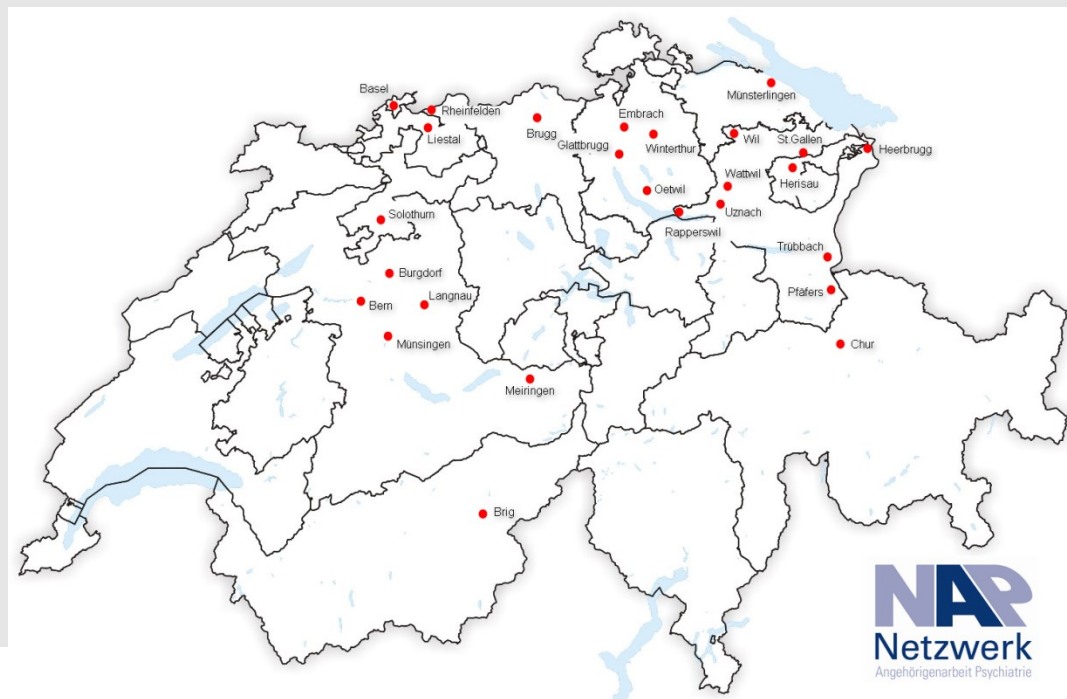 Basel
Rheinfelden
Liestal
Brugg
Embrach
Glattbrugg
Winterthur
Oetwil
Rapperswil
Münsterlingen
Wil
St.Gallen
Heerbrugg
Herisau
Wattwil
Uznach
Trübbach
Pfäfers
Chur
Solothurn
Burgdorf
Bern
Langnau
Münsingen
Meiringen
Brig
NAP
Netzwerk
Angehörigenarbeit Psychiatrie